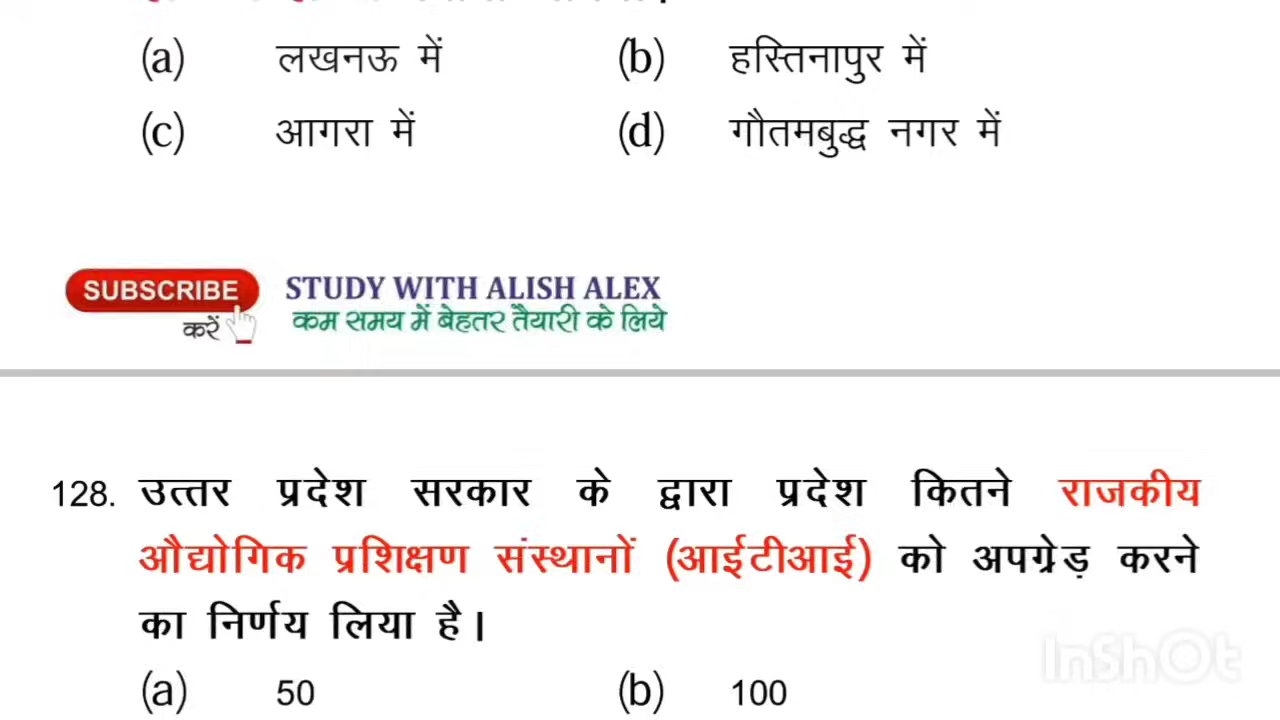 (a) लखनऊ में (b) हस्तिनापुर में
(c) आगरा में (d) गौतमबुद्ध नगर में
SUBSCRIBE STUDY WITH ALISH ALEX
करें कम समय में बेहतर तैयारी के लिये
128. उत्तर प्रदेश सरकार के द्वारा प्रदेश कितने राजकीय
औद्योगिक प्रशिक्षण संस्थानों (आईटीआई) को अपग्रेड़ करने
का निर्णय लिया है।
InShOt
(a) 50 (b) 100